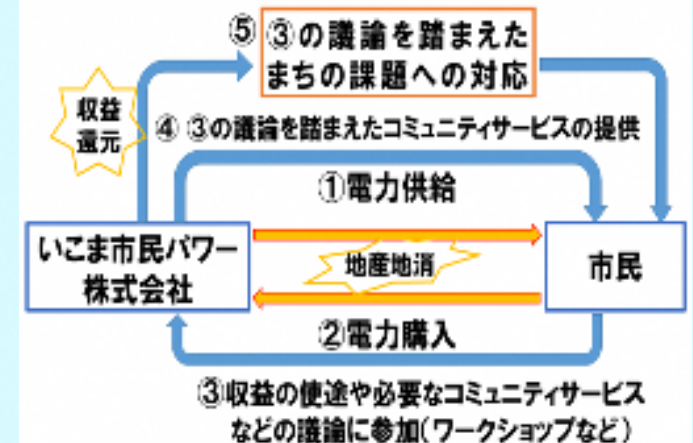 ⑤ ③の議論を踏まえた
まちの課題への対応
収益
還元
④ ③の議論を踏まえたコミュニティサービスの提供
①電力供給
いこま市民パワー
株式会社
地産地消
市民
②電力購入
③収益の使途や必要なコミュニティサービス
などの議論に参加(ワークショップなど)